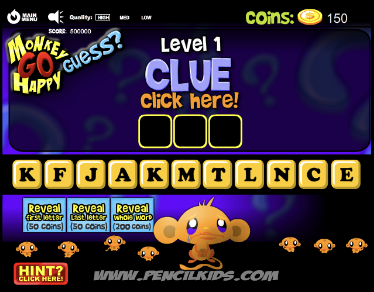 MAIN MENU
Quality: HIGH MED LOW
COINS: 150
SCORE: 500000
MONKEY GO HAPPY
GUESS?
Level 1
CLUE
Click here!
K F J A K M T L N C E
Reveal first letter (50 coins)
Reveal Last letter (50 coins)
Reveal whole word (200 coins)
HINT?
CLICK HERE!
WWW.PENCILKIDS.COM